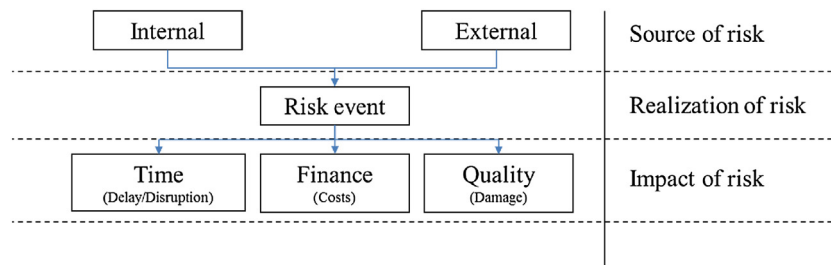 Internal
External
Source of risk
Risk event
Realization of risk
Time
(Delay/Disruption)
Finance
(Costs)
Quality
(Damage)
Impact of risk